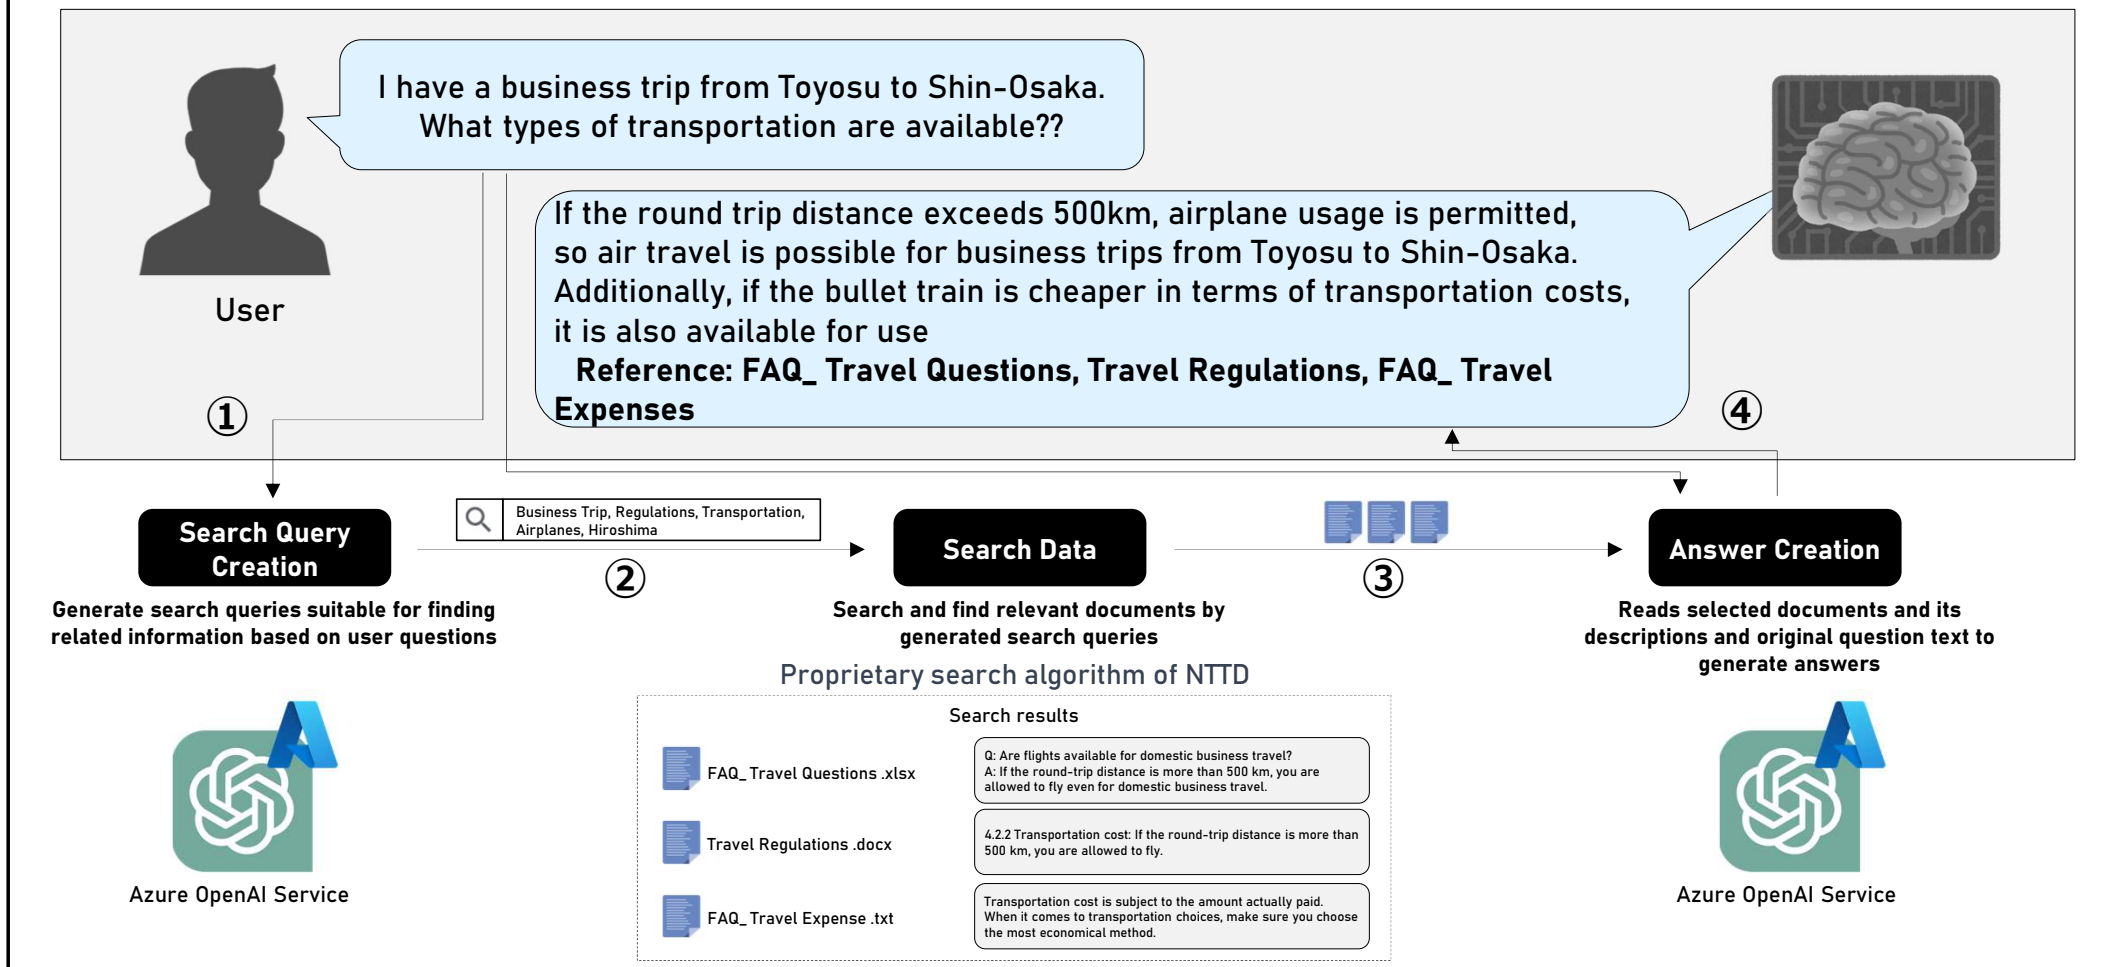 I have a business trip from Toyosu to Shin-Osaka.
What types of transportation are available??
User
If the round trip distance exceeds 500km, airplane usage is permitted,
so air travel is possible for business trips from Toyosu to Shin-Osaka.
Additionally, if the bullet train is cheaper in terms of transportation costs,
it is also available for use
Reference: FAQ_ Travel Questions, Travel Regulations, FAQ_ Travel
Expenses
①
④
Search Query
Creation
Business Trip, Regulations, Transportation,
Airplanes, Hiroshima
②
Search Data
③
Answer Creation
Generate search queries suitable for finding
related information based on user questions
Search and find relevant documents by
generated search queries
Reads selected documents and its
descriptions and original question text to
generate answers
Proprietary search algorithm of NTTD
Search results
FAQ_ Travel Questions .xlsx
Q: Are flights available for domestic business travel?
A: If the round-trip distance is more than 500 km, you are
allowed to fly even for domestic business travel.
Travel Regulations .docx
4.2.2 Transportation cost: If the round-trip distance is more than
500 km, you are allowed to fly.
FAQ_ Travel Expense .txt
Transportation cost is subject to the amount actually paid.
When it comes to transportation choices, make sure you choose
the most economical method.
Azure OpenAI Service
Azure OpenAI Service